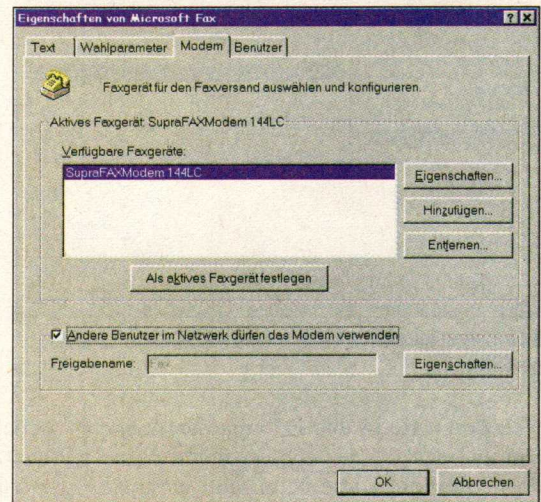 Eigenschaften von Microsoft Fax
Text
Wahlparameter
Modem
Benutzer
Faxgerät für den Faxversand auswählen und konfigurieren.
Aktives Faxgerät: SupraFAXModem 144LC
Verfügbare Faxgeräte:
SupraFAXModem 144LC
Eigenschaften...
Hinzufügen...
Entfernen...
Als aktives Faxgerät festlegen
Andere Benutzer im Netzwerk dürfen das Modem verwenden
Freigabename:
Fax
Eigenschaften...
OK
Abbrechen